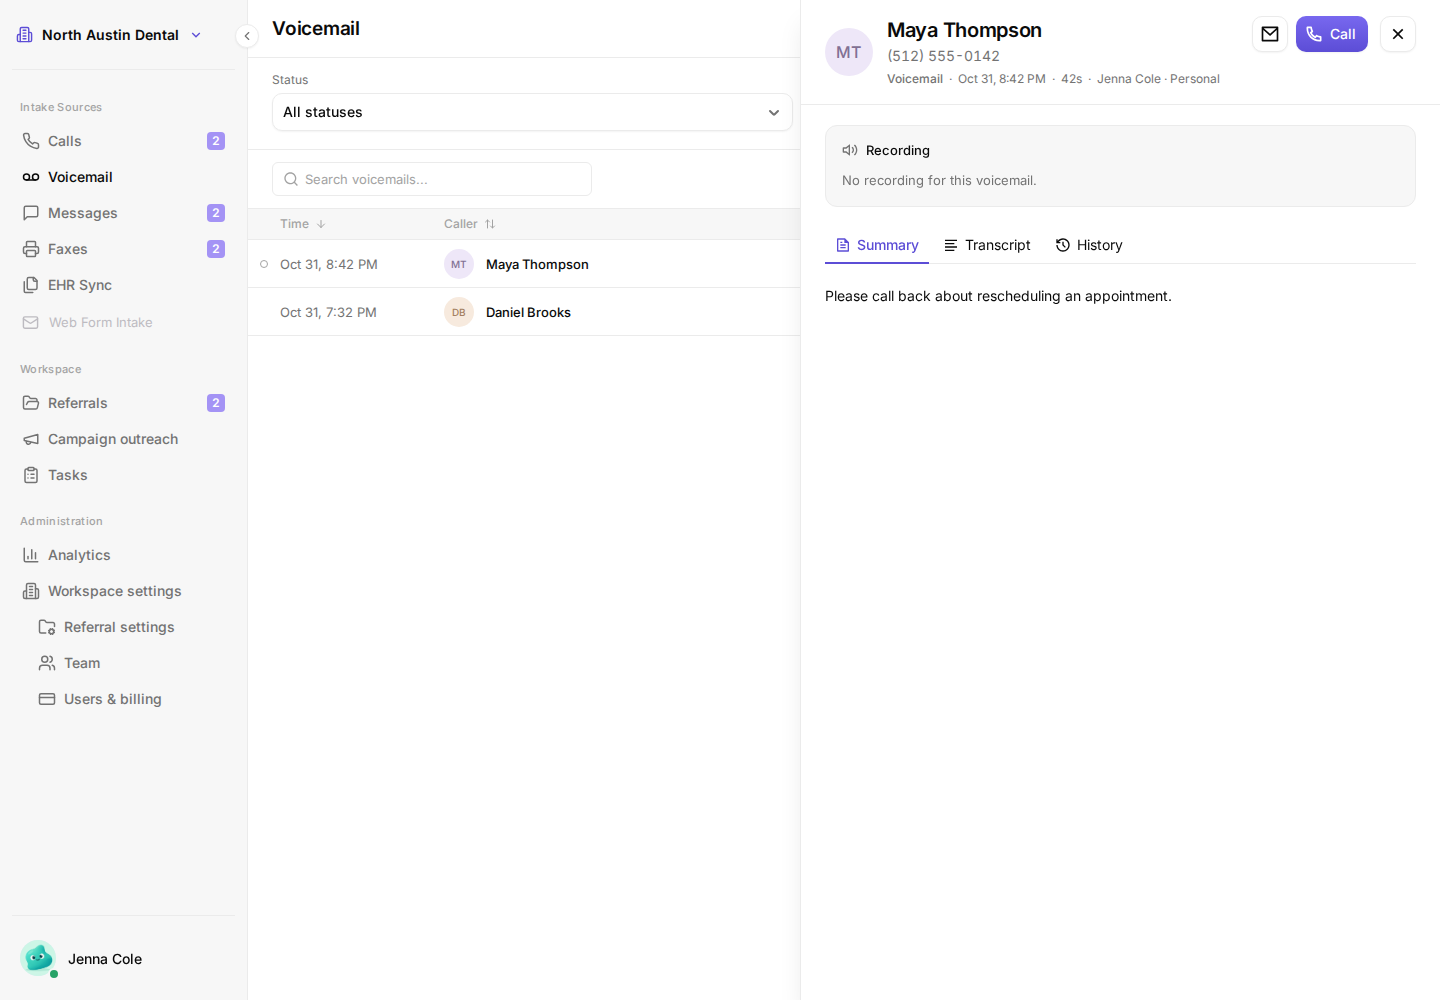 North Austin Dental
Intake Sources
Calls 2
Voicemail
Messages 2
Faxes 2
EHR Sync
Web Form Intake
Workspace
Referrals 2
Campaign outreach
Tasks
Administration
Analytics
Workspace settings
Referral settings
Team
Users & billing
Jenna Cole
Voicemail
Status
All statuses
Search voicemails...
Time Caller
Oct 31, 8:42 PM MT Maya Thompson
Oct 31, 7:32 PM DB Daniel Brooks
MT
Maya Thompson
(512) 555-0142
Voicemail · Oct 31, 8:42 PM · 42s · Jenna Cole · Personal
Call
Recording
No recording for this voicemail.
Summary Transcript History
Please call back about rescheduling an appointment.